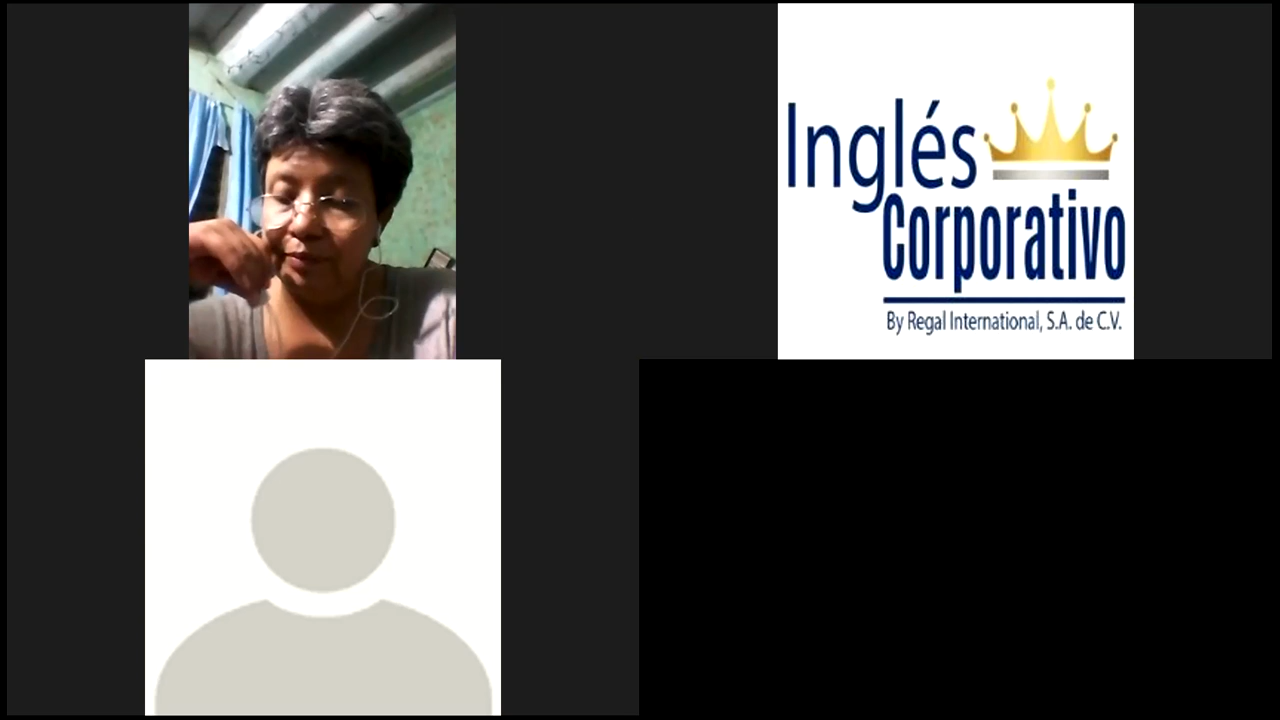 Inglés
Corporativo
By Regal International, S.A. de C.V.